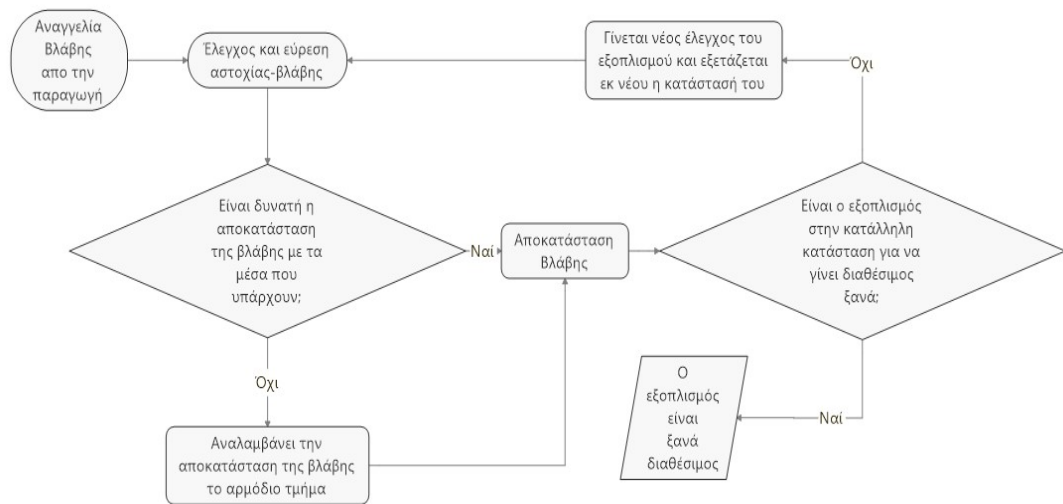 Αναγγελία
Βλάβης
απο την
παραγωγή
Έλεγχος και εύρεση
αστοχίας-βλάβης
Γίνεται νέος έλεγχος του
εξοπλισμού και εξετάζεται
εκ νέου η κατάστασή του
Όχι
Είναι δυνατή η
αποκατάσταση
της βλάβης με τα
μέσα που
υπάρχουν;
Ναί
Αποκατάσταση
Βλάβης
Είναι ο εξοπλισμός
στην κατάλληλη
κατάσταση για να
γίνει διαθέσιμος
ξανά;
Όχι
Αναλαμβάνει την
αποκατάσταση της βλάβης
το αρμόδιο τμήμα
Ναί
Ο
εξοπλισμός
είναι
ξανά
διαθέσιμος